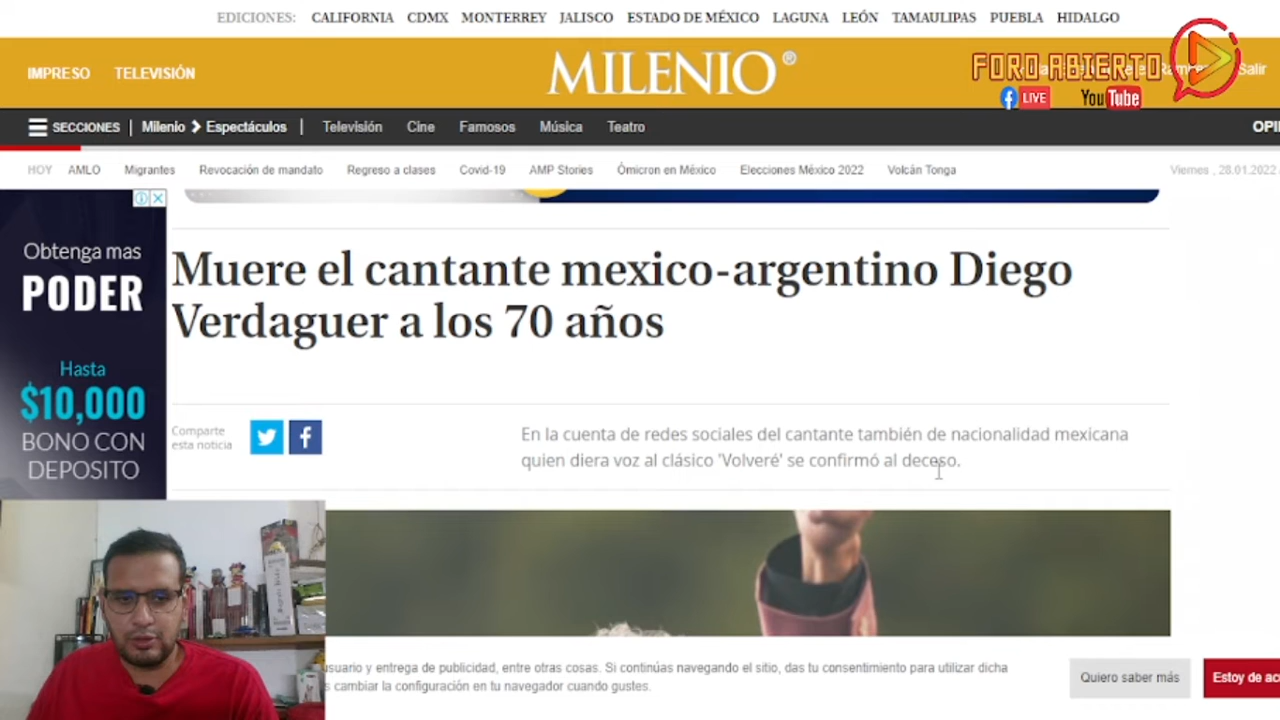 EDICIONES: CALIFORNIA CDMX MONTERREY JALISCO ESTADO DE MÉXICO LAGUNA LEÓN TAMAULIPAS PUEBLA HIDALGO
IMPRESO TELEVISIÓN
MILENIO®
Salir
FORO ABIERTO
LIVE YouTube
SECCIONES | Milenio > Espectáculos | Televisión Cine Famosos Música Teatro
HOY AMLO Migrantes Revocación de mandato Regreso a clases Covid-19 AMP Stories Ómicron en México Elecciones México 2022 Volcán Tonga Viernes , 28.01.2022
Obtenga mas
PODER
Hasta
$10,000
BONO CON
DEPOSITO
Muere el cantante mexico-argentino Diego
Verdaguer a los 70 años
Comparte
esta noticia
En la cuenta de redes sociales del cantante también de nacionalidad mexicana
quien diera voz al clásico 'Volveré' se confirmó al deceso.
usuario y entrega de publicidad, entre otras cosas. Si continúas navegando el sitio, das tu consentimiento para utilizar dicha
cambiar la configuración en tu navegador cuando gustes.
Quiero saber más
Estoy de